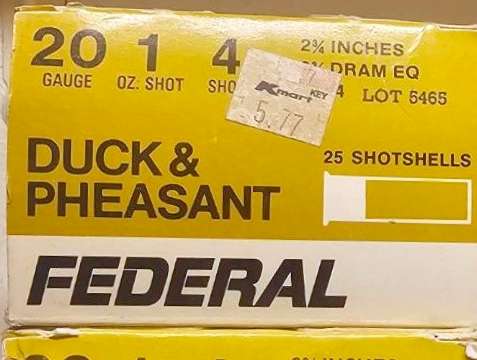 20 1 4
GAUGE OZ. SHOT
2¾ INCHES
DRAM EQ
LOT 5465
Kmart KEY
5.77
DUCK &
PHEASANT
25 SHOTSHELLS
FEDERAL